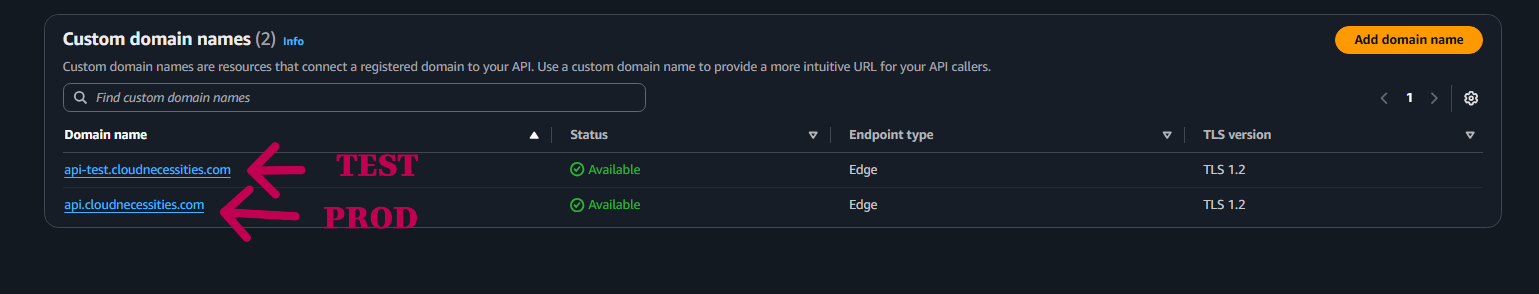 Custom domain names (2) Info
Add domain name
Custom domain names are resources that connect a registered domain to your API. Use a custom domain name to provide a more intuitive URL for your API callers.
Find custom domain names
1
Domain name Status Endpoint type TLS version
api-test.cloudnecessities.com TEST Available Edge TLS 1.2
api.cloudnecessities.com PROD Available Edge TLS 1.2